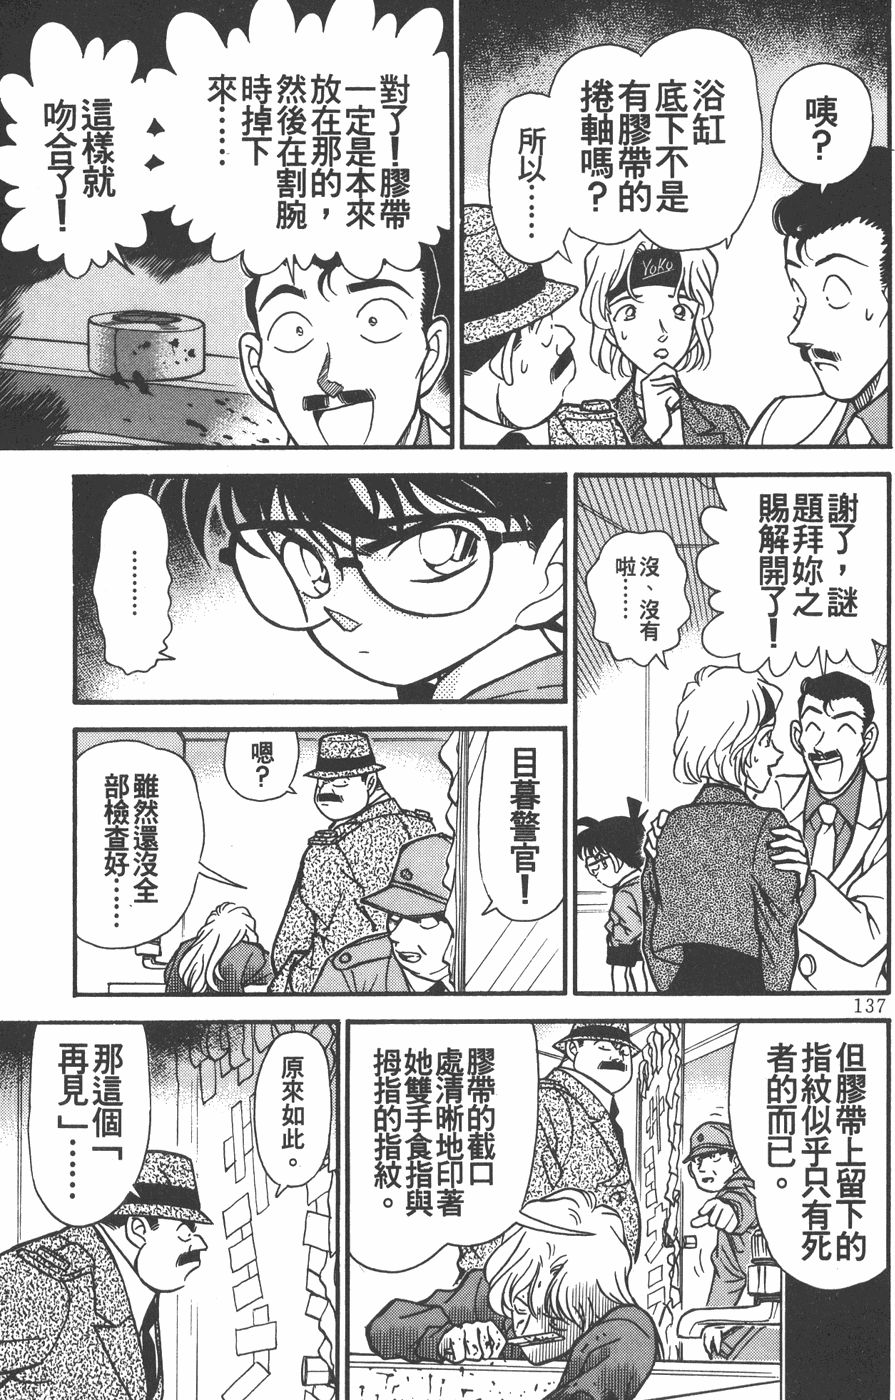 咦？
浴缸
底下不是
有膠帶的
捲軸嗎？
所以……
YoKo
對了！膠帶
一定是本來
放在那的，
然後在割腕
時掉下
來……
這樣就
吻合了！
謝了，謎
題拜妳之
賜解開了！
沒、沒有
啦……
………
目暮警官！
嗯？
雖然還沒全
部檢查好……
137
但膠帶上留下的
指紋似乎只有死
者的而已。
膠帶的截口
處清晰地印著
她雙手食指與
拇指的指紋。
原來如此。
那這個「
再見」……